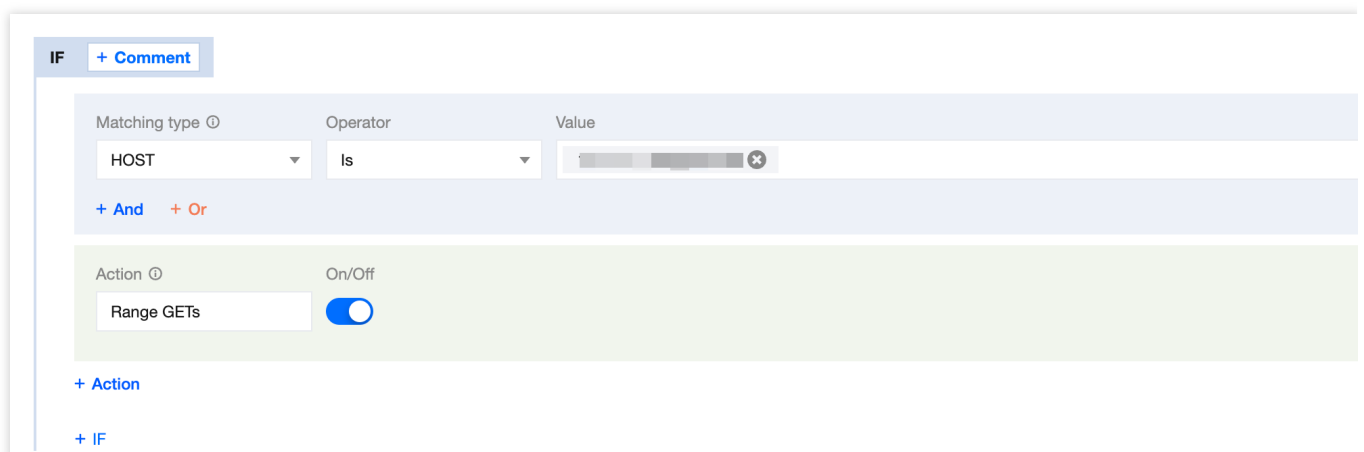 IF + Comment
Matching type Operator Value
HOST Is
+ And + Or
Action On/Off
Range GETs
+ Action
+ IF